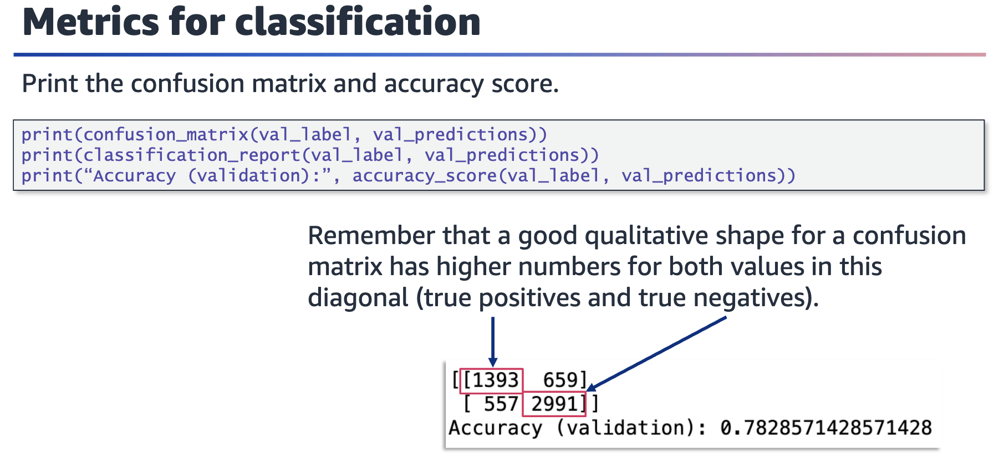 Metrics for classification
Print the confusion matrix and accuracy score.
print(confusion_matrix(val_label, val_predictions))
print(classification_report(val_label, val_predictions))
print(“Accuracy (validation):”, accuracy_score(val_label, val_predictions))
Remember that a good qualitative shape for a confusion
matrix has higher numbers for both values in this
diagonal (true positives and true negatives).
[[1393  659]
 [ 557 2991]]
Accuracy (validation): 0.7828571428571428